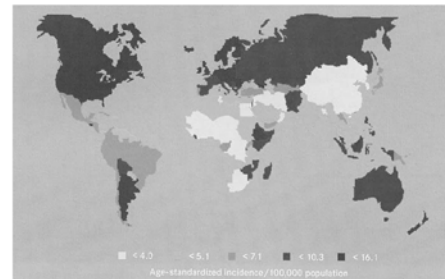 < 4.0 < 5.1 < 7.1 < 10.3 < 16.1
Age-standardized incidence/100,000 population